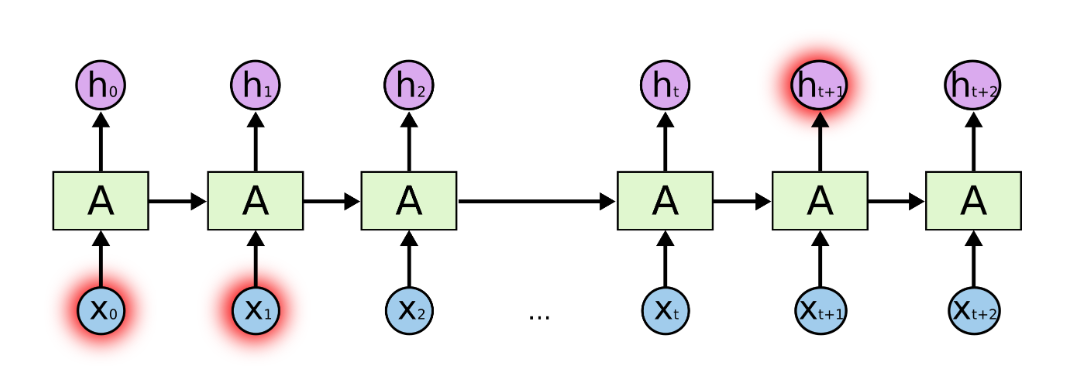 h₀ h₁ h₂ hₜ hₜ₊₁ hₜ₊₂
A A A A A A
x₀ x₁ x₂ ... xₜ xₜ₊₁ xₜ₊₂